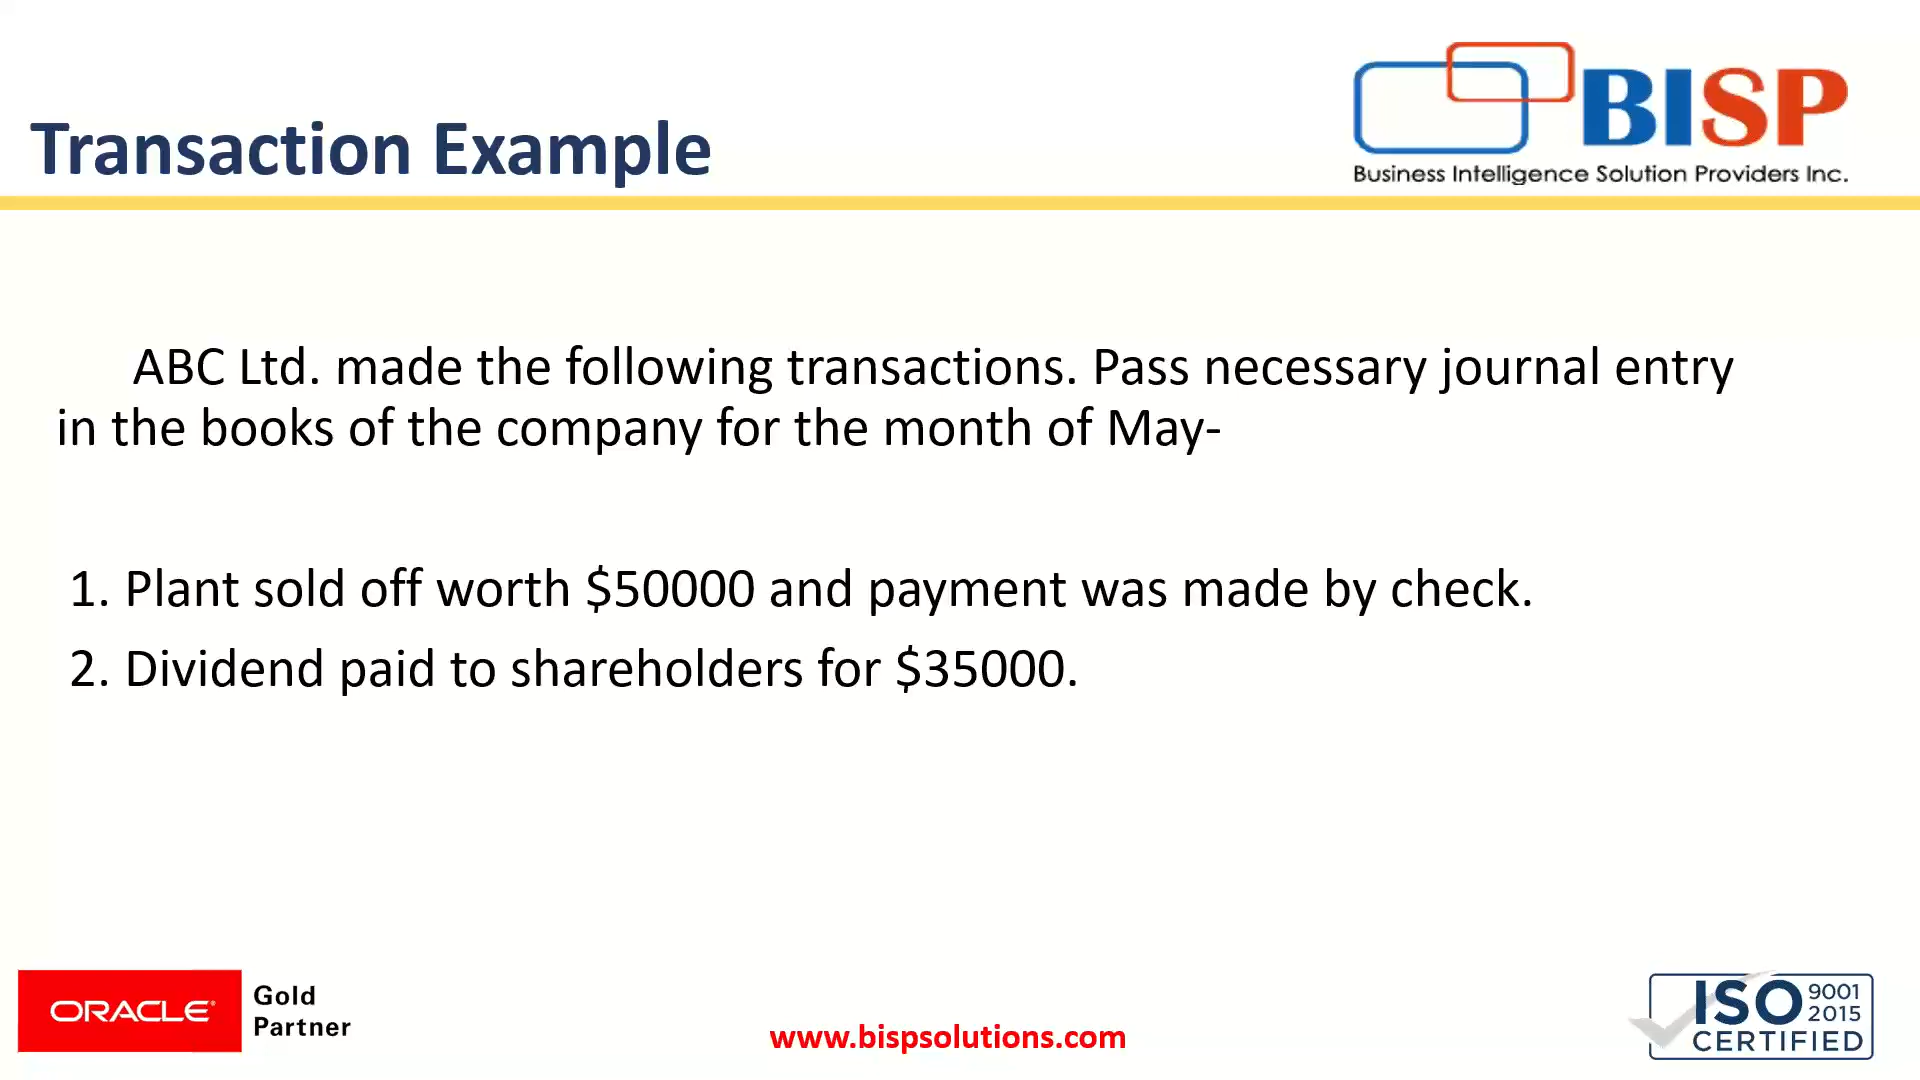 BISP
Business Intelligence Solution Providers Inc.
Transaction Example
ABC Ltd. made the following transactions. Pass necessary journal entry
in the books of the company for the month of May-
1. Plant sold off worth $50000 and payment was made by check.
2. Dividend paid to shareholders for $35000.
ORACLE®
Gold
Partner
www.bispsolutions.com
ISO 9001
2015
CERTIFIED